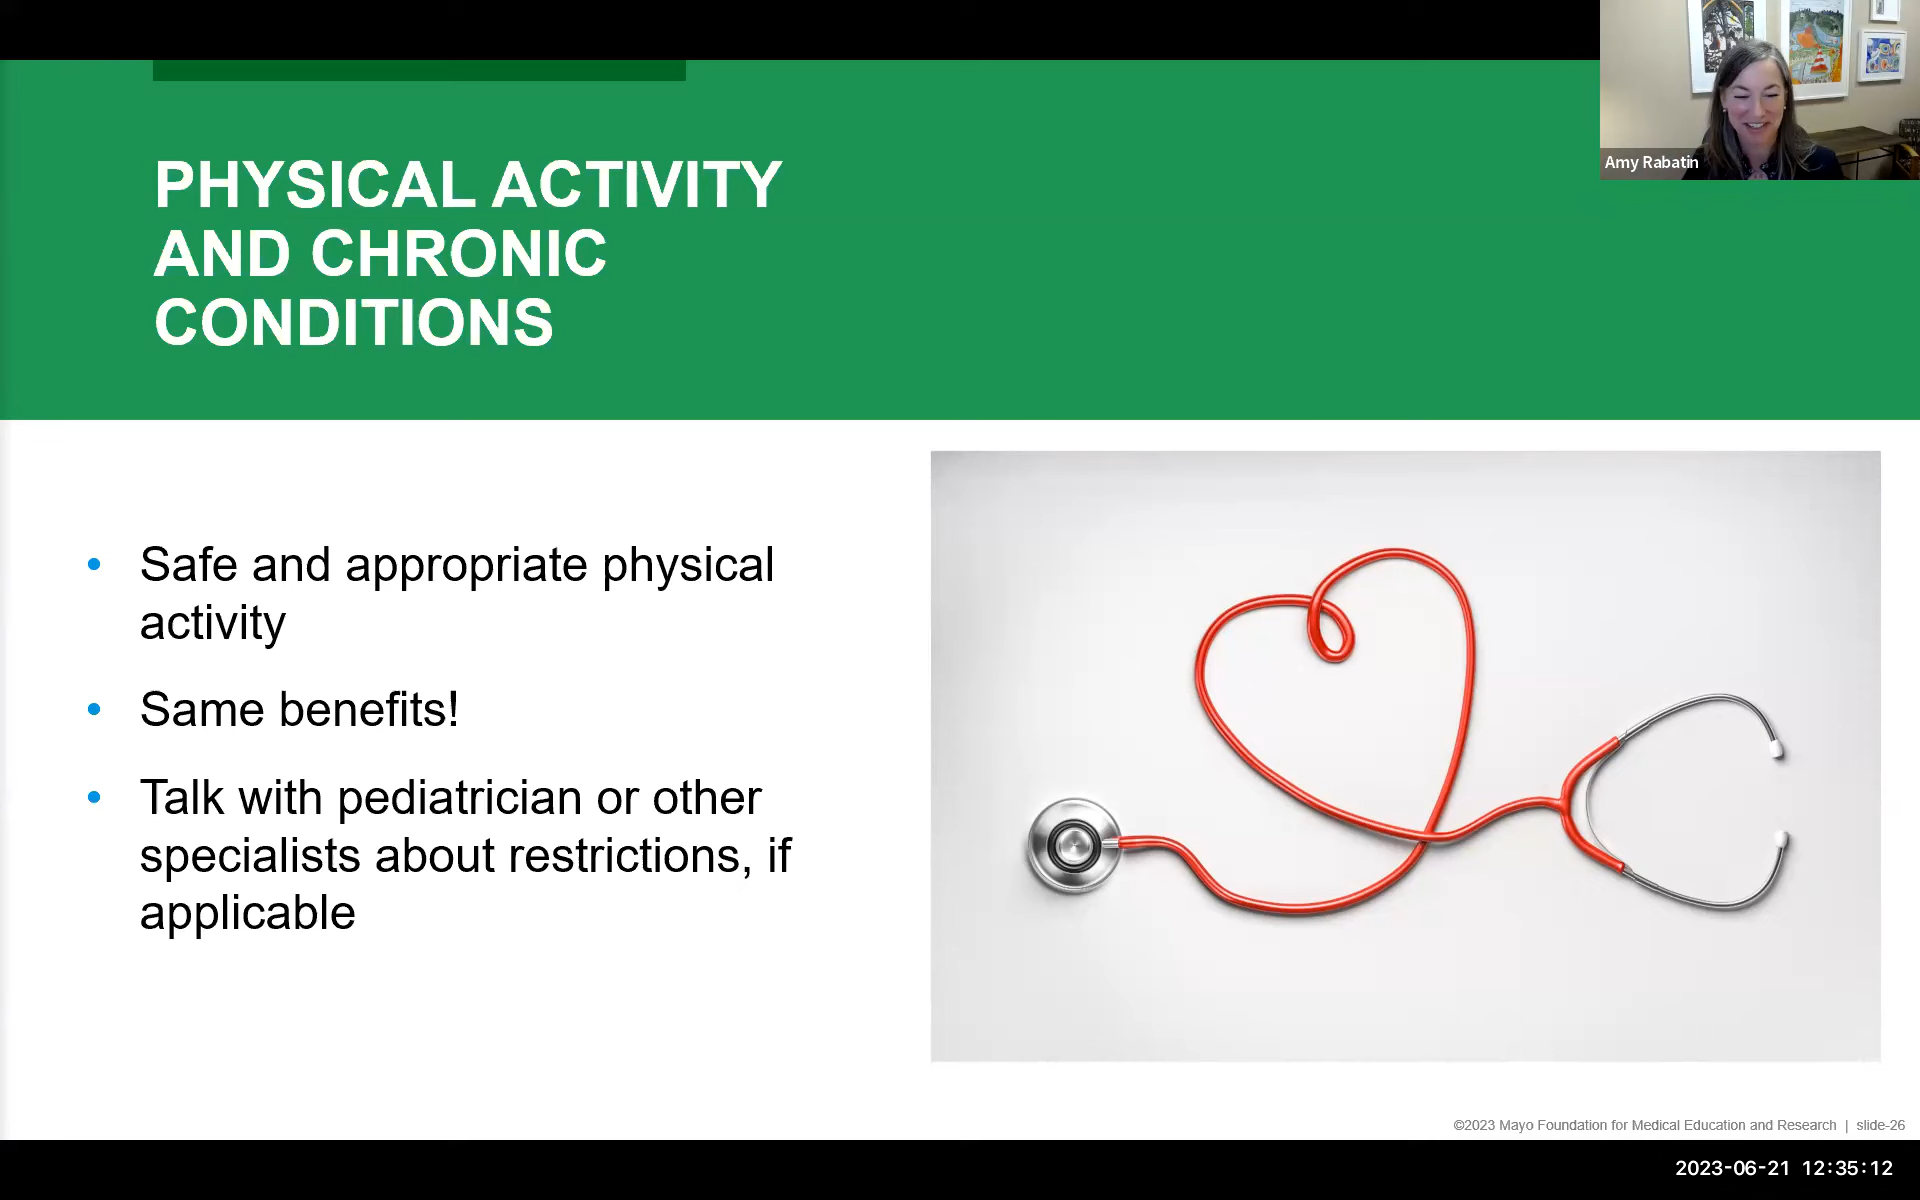 Amy Rabatin
PHYSICAL ACTIVITY
AND CHRONIC
CONDITIONS
• Safe and appropriate physical
activity
• Same benefits!
• Talk with pediatrician or other
specialists about restrictions, if
applicable
©2023 Mayo Foundation for Medical Education and Research | slide-26
2023-06-21 12:35:12